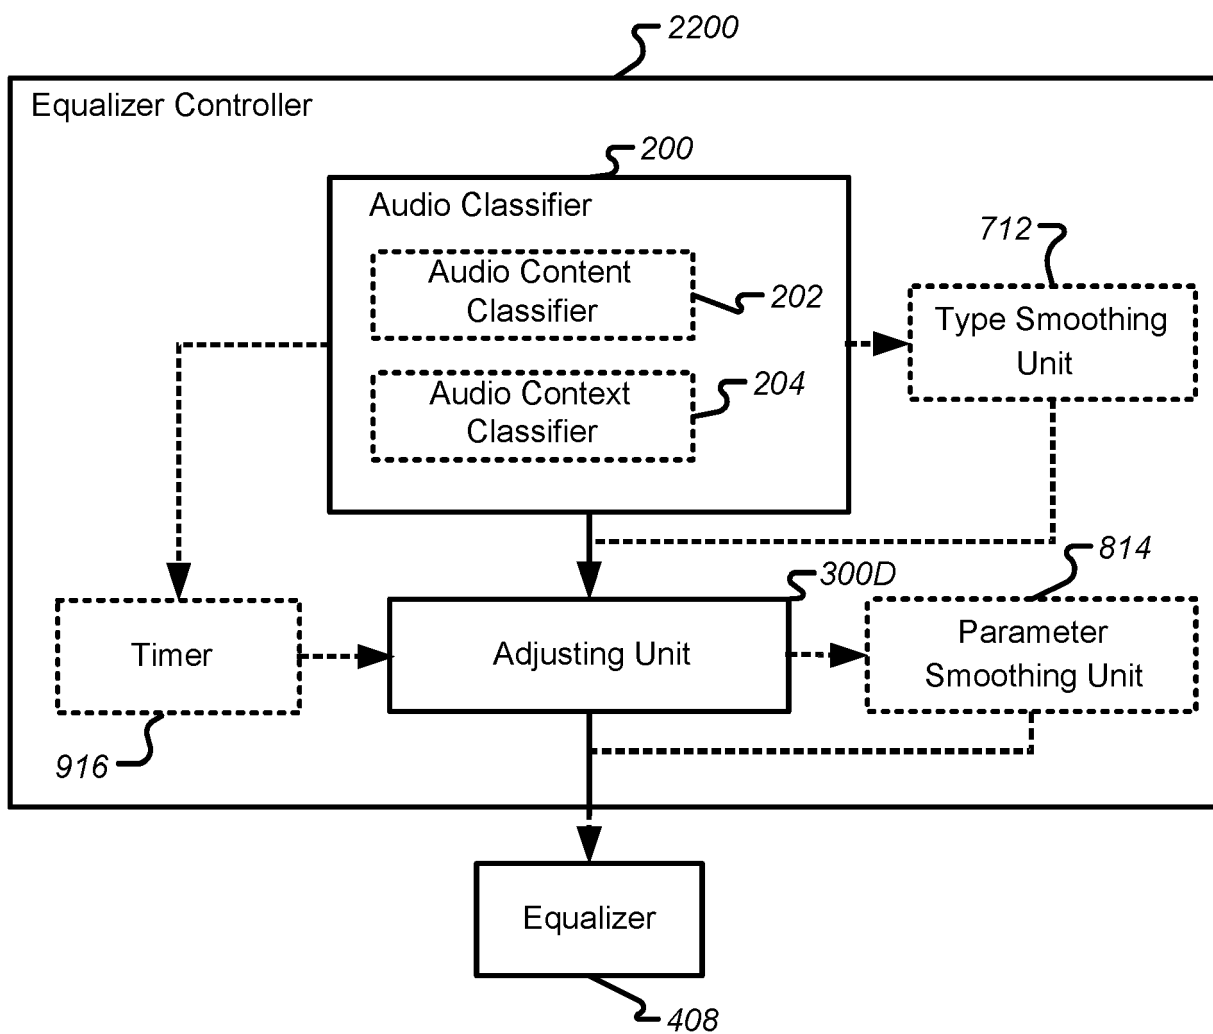 2200
Equalizer Controller
200
Audio Classifier
712
Audio Content
Classifier
202
Type Smoothing
Unit
Audio Context
Classifier
204
814
300D
Timer
Adjusting Unit
Parameter
Smoothing Unit
916
Equalizer
408